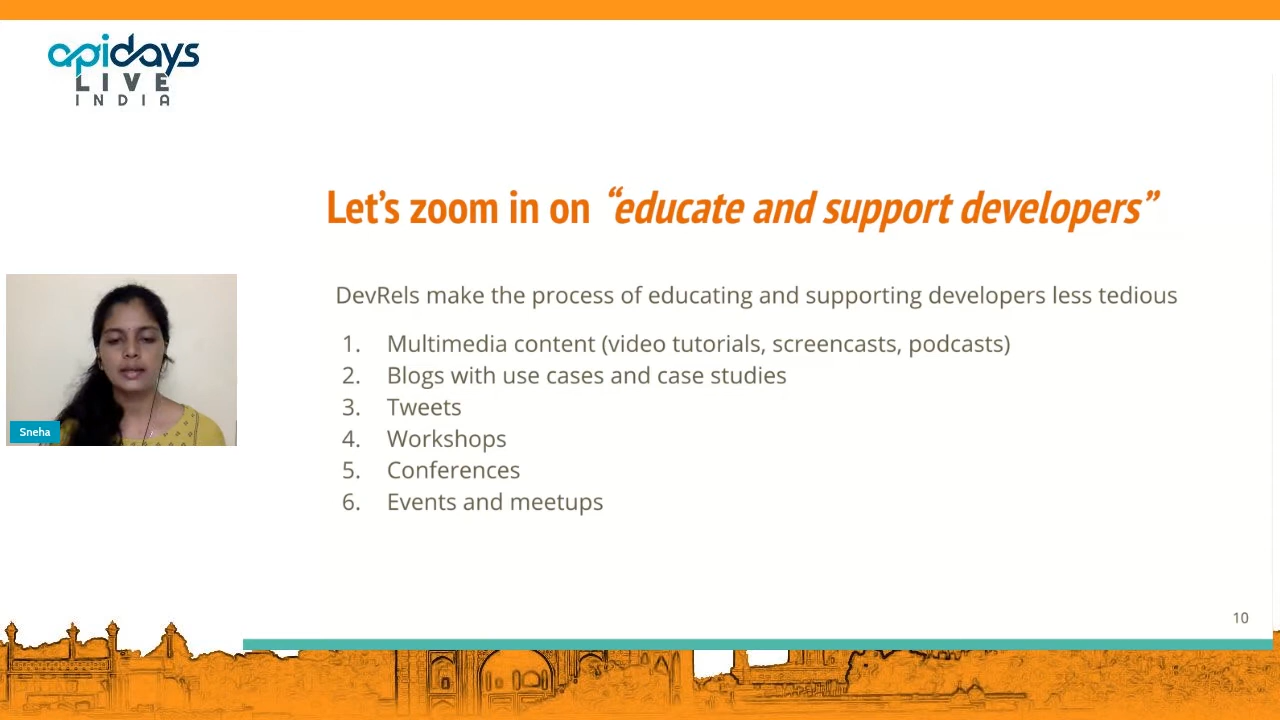 apidays
LIVE
INDIA
Let's zoom in on “educate and support developers”
DevRels make the process of educating and supporting developers less tedious
1. Multimedia content (video tutorials, screencasts, podcasts)
2. Blogs with use cases and case studies
3. Tweets
4. Workshops
5. Conferences
6. Events and meetups
Sneha
10